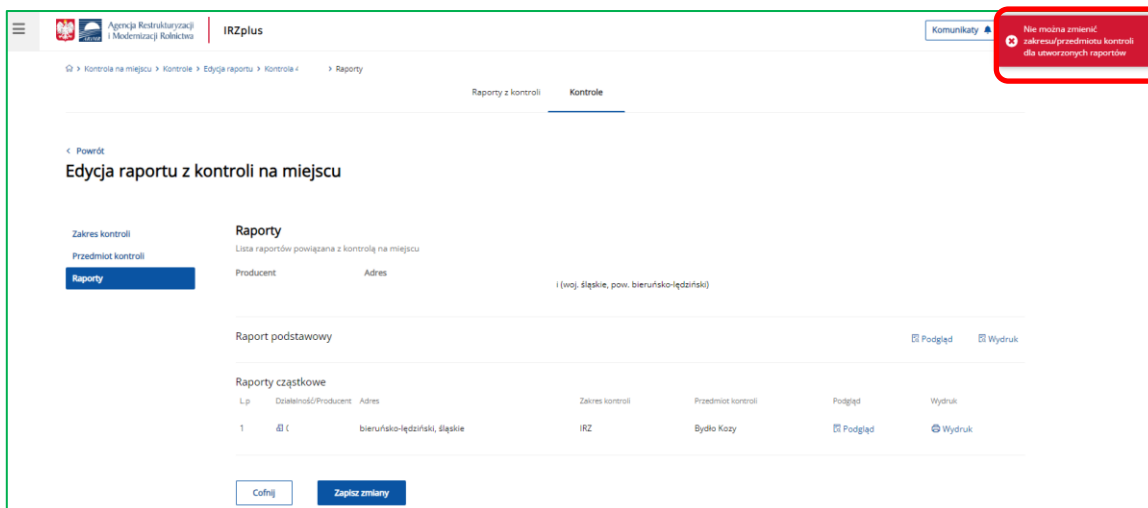 Agencja Restrukturyzacji
i Modernizacji Rolnictwa
IRZplus
Komunikaty
Nie można zmienić
zakresu/przedmiotu kontroli
dla utworzonych raportów
> Kontrola na miejscu > Kontrole > Edycja raportu > Kontrola > Raporty
Raporty z kontroli Kontrole
< Powrót
Edycja raportu z kontroli na miejscu
Zakres kontroli
Przedmiot kontroli
Raporty
Raporty
Lista raportów powiązana z kontrolą na miejscu
Producent Adres
i (woj. śląskie, pow. bieruńsko-lędziński)
Raport podstawowy Podgląd Wydruk
Raporty cząstkowe
L.p Działalność/Producent Adres Zakres kontroli Przedmiot kontroli Podgląd Wydruk
1 ( bieruńsko-lędziński, śląskie IRZ Bydło Kozy Podgląd Wydruk
Cofnij Zapisz zmiany